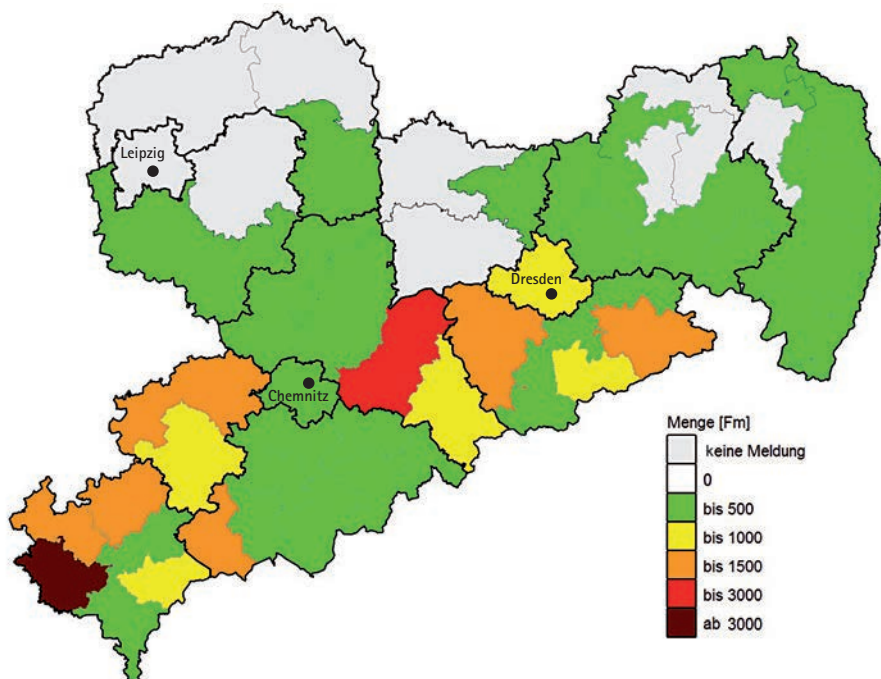 Leipzig
Dresden
Chemnitz
Menge [Fm]
keine Meldung
0
bis 500
bis 1000
bis 1500
bis 3000
ab 3000